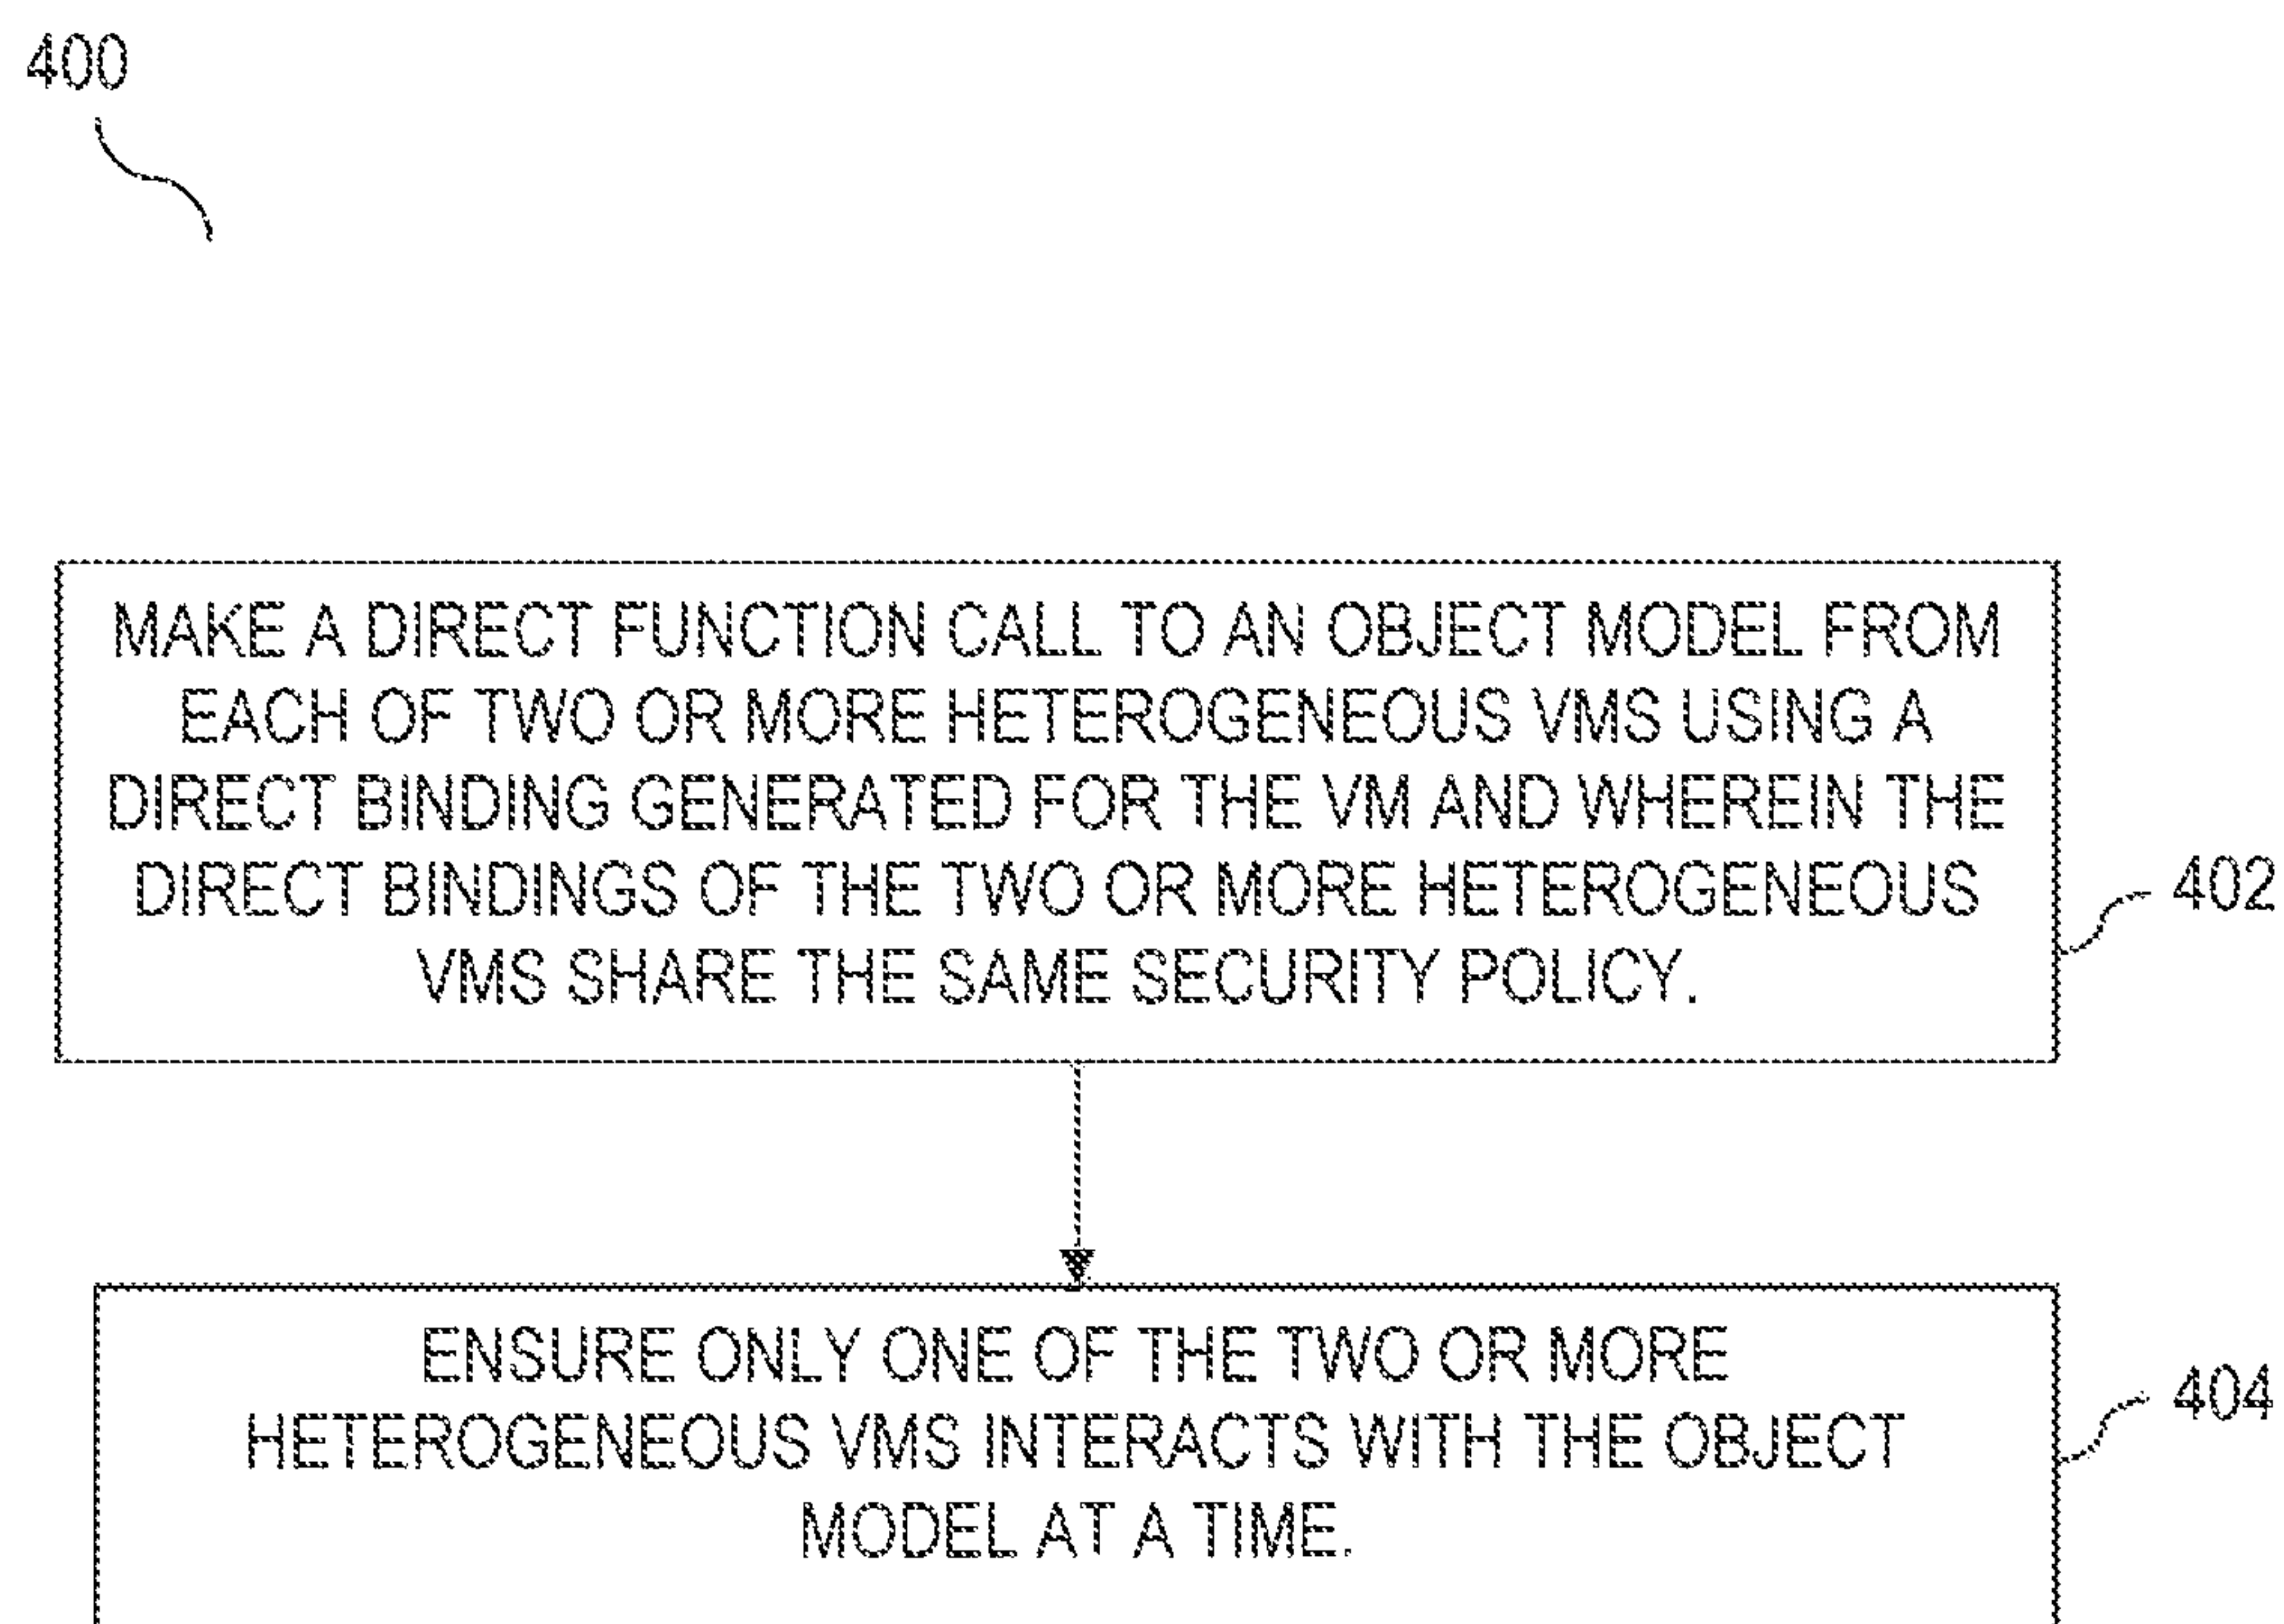 400
MAKE A DIRECT FUNCTION CALL TO AN OBJECT MODEL FROM
EACH OF TWO OR MORE HETEROGENEOUS VMS USING A
DIRECT BINDING GENERATED FOR THE VM AND WHEREIN THE
DIRECT BINDINGS OF THE TWO OR MORE HETEROGENEOUS
VMS SHARE THE SAME SECURITY POLICY.
402
ENSURE ONLY ONE OF THE TWO OR MORE
HETEROGENEOUS VMS INTERACTS WITH THE OBJECT
MODEL AT A TIME.
404